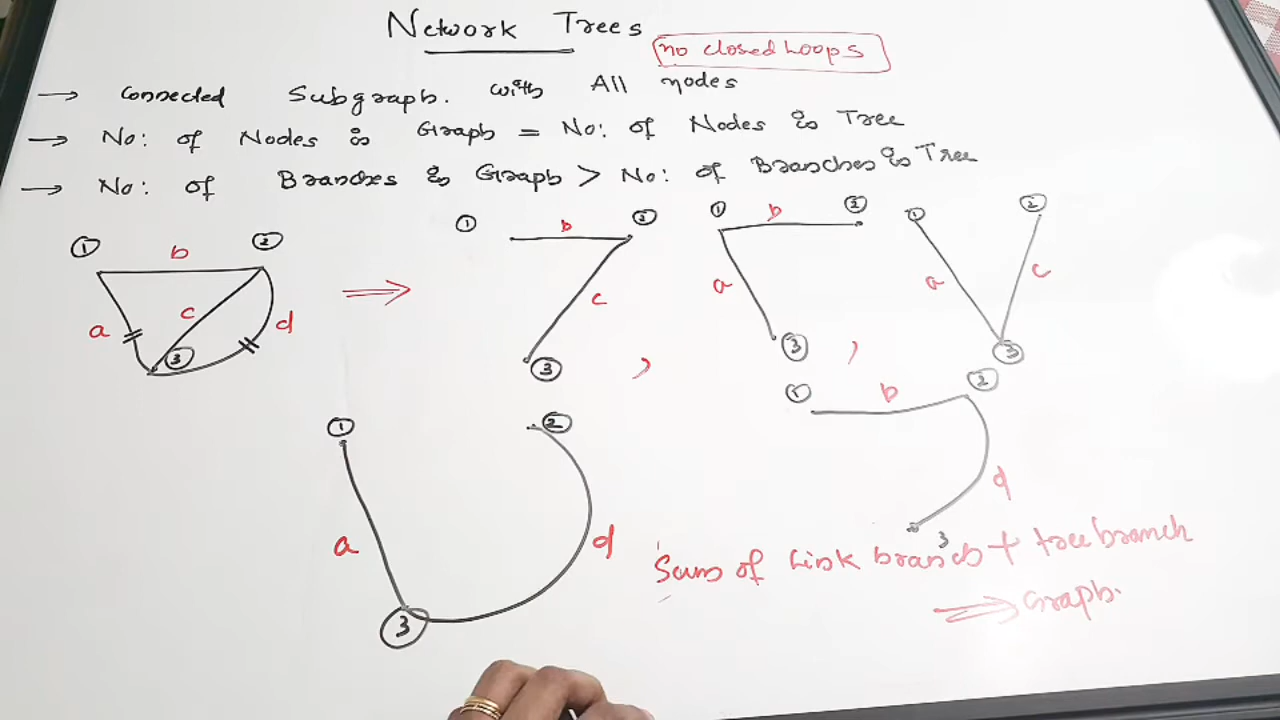 Network Trees
no closed Loops
→ Connected Subgraph. with All nodes
→ No: of Nodes in Graph = No: of Nodes in Tree
→ No: of Branches in Graph > No: of Branches in Tree
① b ② a c d ③
⇒
① b ② c ③ ,
① b ② a ③ ,
① ② a c ③
① ② a d ③
① b ② d 3
Sum of Link branch + tree branch
⇒ Graph.